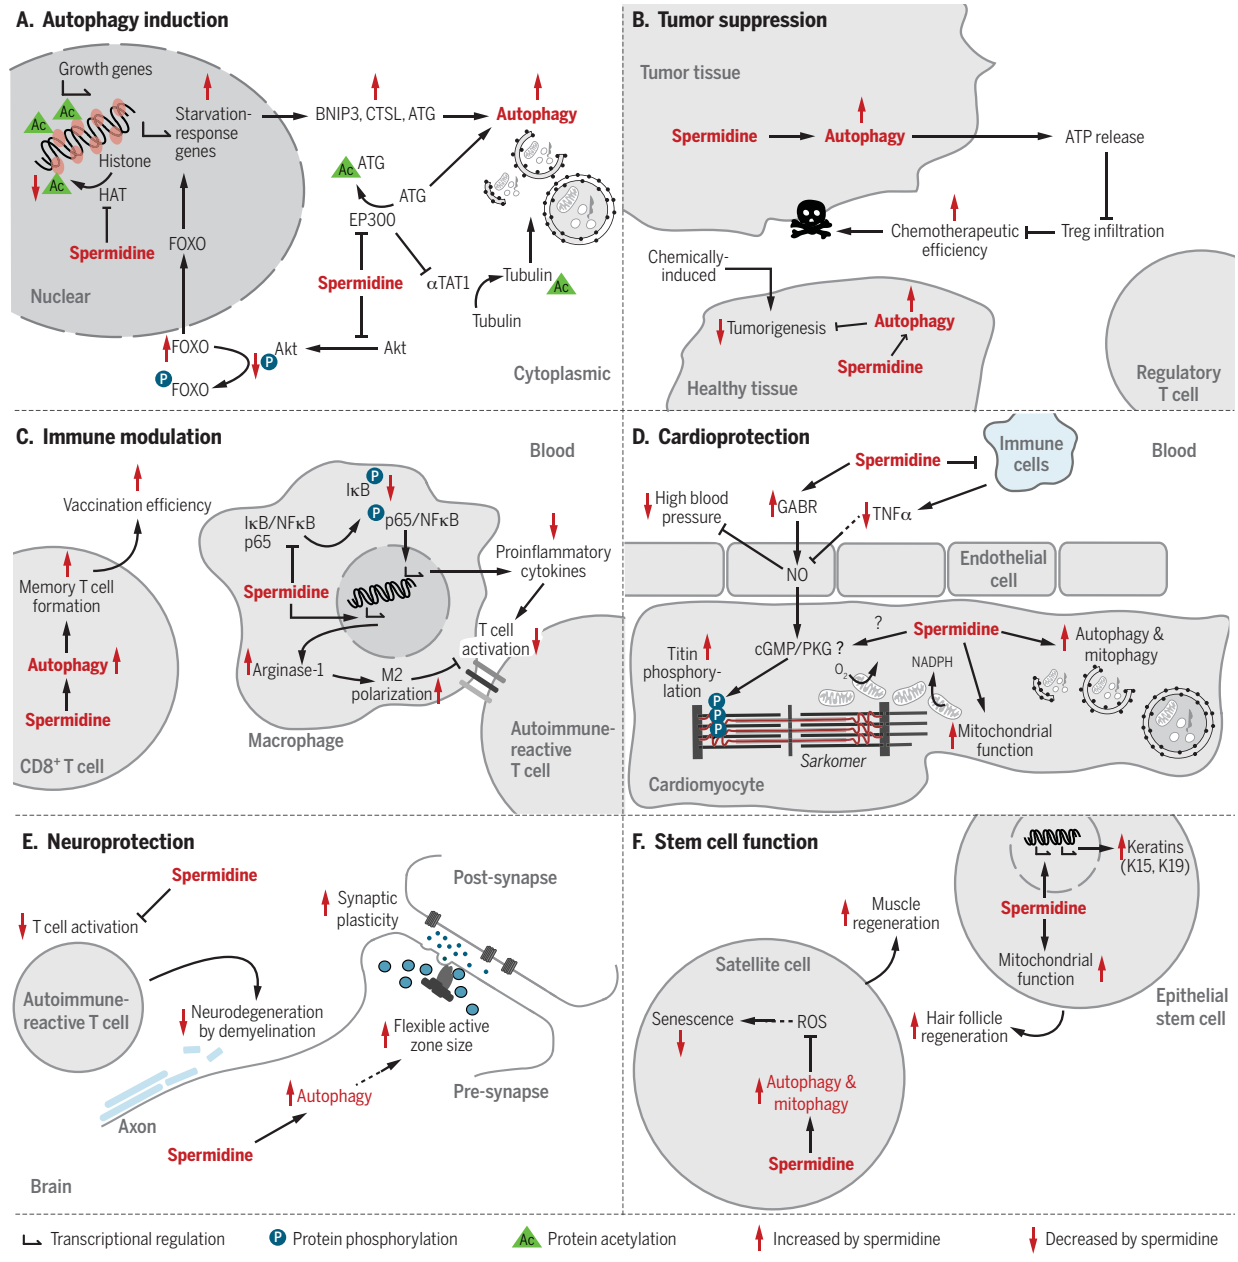 A. Autophagy induction
Growth genes
Ac
Ac
Starvation-
response
genes
Histone
Ac
HAT
Spermidine
FOXO
Nuclear
BNIP3, CTSL, ATG
Autophagy
Ac
ATG
ATG
EP300
Spermidine
αTAT1
Tubulin
Ac
Tubulin
FOXO
P
FOXO
P
Akt
Akt
Cytoplasmic
B. Tumor suppression
Tumor tissue
Spermidine
Autophagy
ATP release
Chemotherapeutic
efficiency
Treg infiltration
Chemically-
induced
Tumorigenesis
Autophagy
Spermidine
Healthy tissue
Regulatory
T cell
C. Immune modulation
Blood
Vaccination efficiency
Memory T cell
formation
Autophagy
Spermidine
CD8+ T cell
IκB
P
IκB/NFκB
p65
P
p65/NFκB
Spermidine
Arginase-1
M2
polarization
Macrophage
Proinflammatory
cytokines
T cell
activation
Autoimmune-
reactive
T cell
D. Cardioprotection
Spermidine
Immune
cells
Blood
High blood
pressure
GABR
TNFα
NO
Endothelial
cell
Titin
phosphory-
lation
cGMP/PKG ?
?
Spermidine
Autophagy &
mitophagy
O2
NADPH
P
P
P
Mitochondrial
function
Sarkomer
Cardiomyocyte
E. Neuroprotection
Spermidine
T cell activation
Autoimmune-
reactive T cell
Neurodegeneration
by demyelination
Synaptic
plasticity
Post-synapse
Flexible active
zone size
Autophagy
Pre-synapse
Axon
Spermidine
Brain
F. Stem cell function
Keratins
(K15, K19)
Spermidine
Mitochondrial
function
Epithelial
stem cell
Muscle
regeneration
Hair follicle
regeneration
Satellite cell
Senescence
ROS
Autophagy &
mitophagy
Spermidine
Transcriptional regulation
P
Protein phosphorylation
Ac
Protein acetylation
Increased by spermidine
Decreased by spermidine